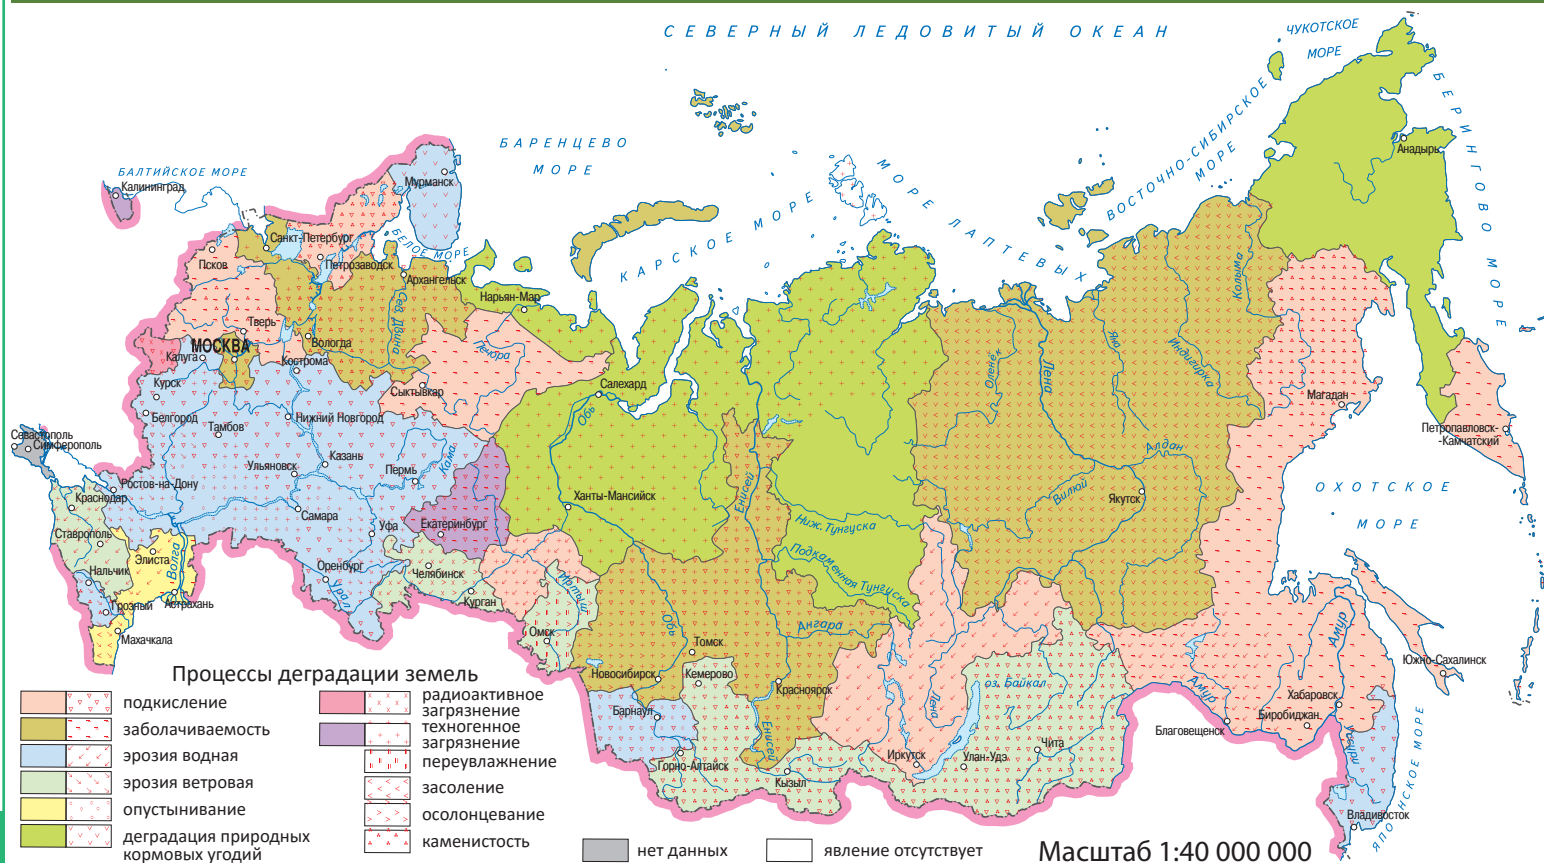 СЕВЕРНЫЙ ЛЕДОВИТЫЙ ОКЕАН
ЧУКОТСКОЕ
МОРЕ
БЕРИНГОВО МОРЕ
БАРЕНЦЕВО
МОРЕ
БАЛТИЙСКОЕ МОРЕ
БЕЛОЕ МОРЕ
КАРСКОЕ МОРЕ
МОРЕ ЛАПТЕВЫХ
ВОСТОЧНО-СИБИРСКОЕ
МОРЕ
Анадырь
Калининград
Мурманск
Санкт-Петербург
Псков
Петрозаводск
Архангельск
Нарьян-Мар
Сев. Двина
Печора
Тверь
МОСКВА
Калуга
Вологда
Кострома
Сыктывкар
Курск
Белгород
Тамбов
Нижний Новгород
Севастополь
Симферополь
Ульяновск
Казань
Пермь
Кама
Ростов-на-Дону
Краснодар
Самара
Уфа
Екатеринбург
Ставрополь
Элиста
Волга
Нальчик
Грозный
Астрахань
Махачкала
Оренбург
Урал
Челябинск
Курган
Салехард
Обь
Ханты-Мансийск
Енисей
Ниж. Тунгуска
Подкаменная Тунгуска
Ангара
Иртыш
Омск
Обь
Томск
Новосибирск
Кемерово
Красноярск
Барнаул
Енисей
Горно-Алтайск
Кызыл
Оленек
Лена
Яна
Индигирка
Колыма
Алдан
Вилюй
Якутск
Магадан
Петропавловск-
-Камчатский
ОХОТСКОЕ
МОРЕ
Лена
оз. Байкал
Иркутск
Улан-Удэ
Чита
Амур
Амур
Благовещенск
Хабаровск
Биробиджан
Южно-Сахалинск
Уссури
Владивосток
ЯПОНСКОЕ МОРЕ
Процессы деградации земель
подкисление
заболачиваемость
эрозия водная
эрозия ветровая
опустынивание
деградация природных
кормовых угодий
радиоактивное
загрязнение
техногенное
загрязнение
переувлажнение
засоление
осолонцевание
каменистость
нет данных
явление отсутствует
Масштаб 1:40 000 000